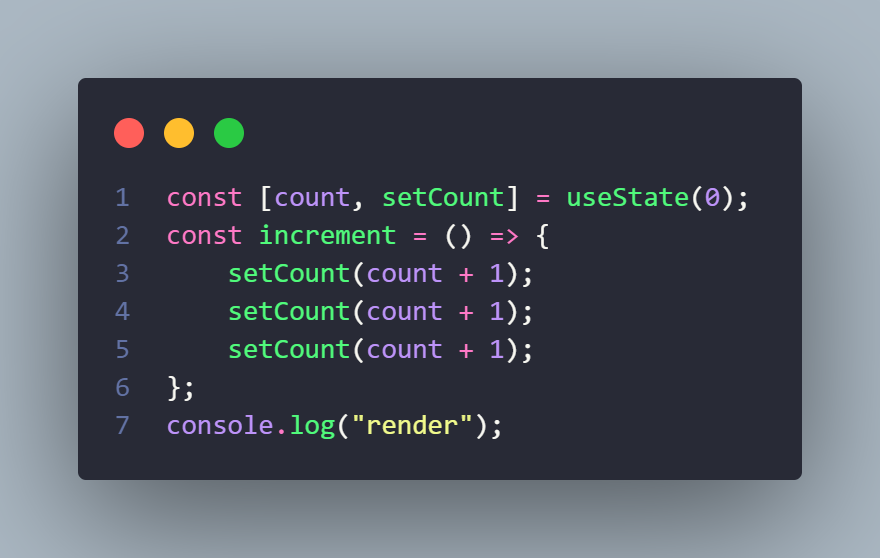 1 const [count, setCount] = useState(0);
2 const increment = () => {
3     setCount(count + 1);
4     setCount(count + 1);
5     setCount(count + 1);
6 };
7 console.log("render");